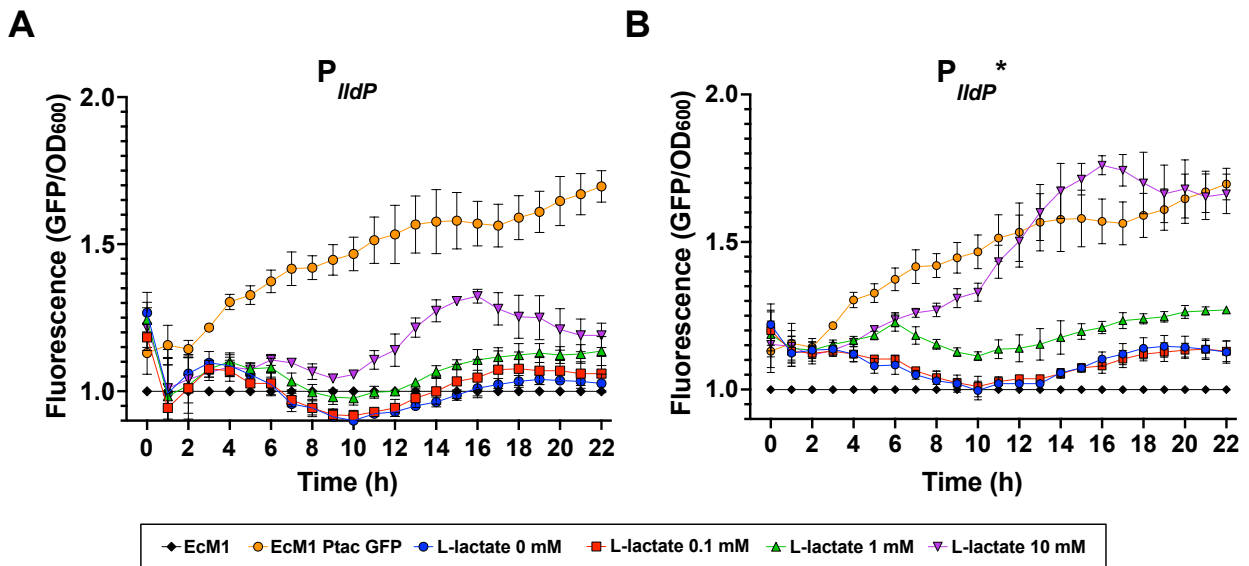 A
P lldP
Fluorescence (GFP/OD600)
2.0
1.5
1.0
0 2 4 6 8 10 12 14 16 18 20 22
Time (h)
B
P lldP *
Fluorescence (GFP/OD600)
2.0
1.5
1.0
0 2 4 6 8 10 12 14 16 18 20 22
Time (h)
EcM1 EcM1 Ptac GFP L-lactate 0 mM L-lactate 0.1 mM L-lactate 1 mM L-lactate 10 mM